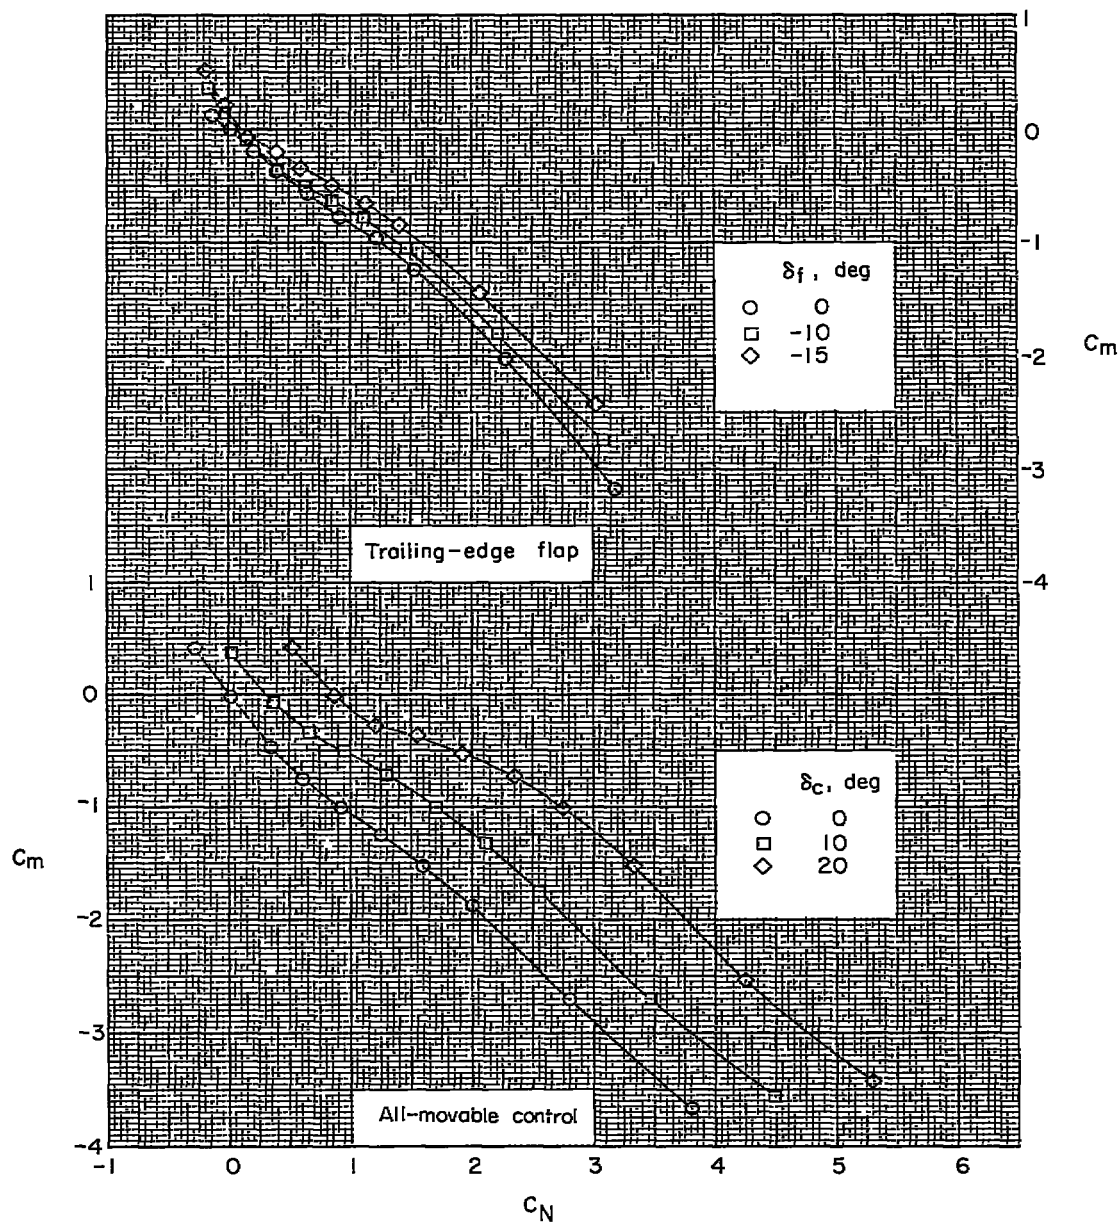 1
0
-1
δf, deg
0
-10
-15
-2
Cm
-3
Trailing-edge flap
-4
1
0
-1
Cm
δc, deg
0
10
20
-2
-3
All-movable control
-4
-1 0 1 2 3 4 5 6
CN